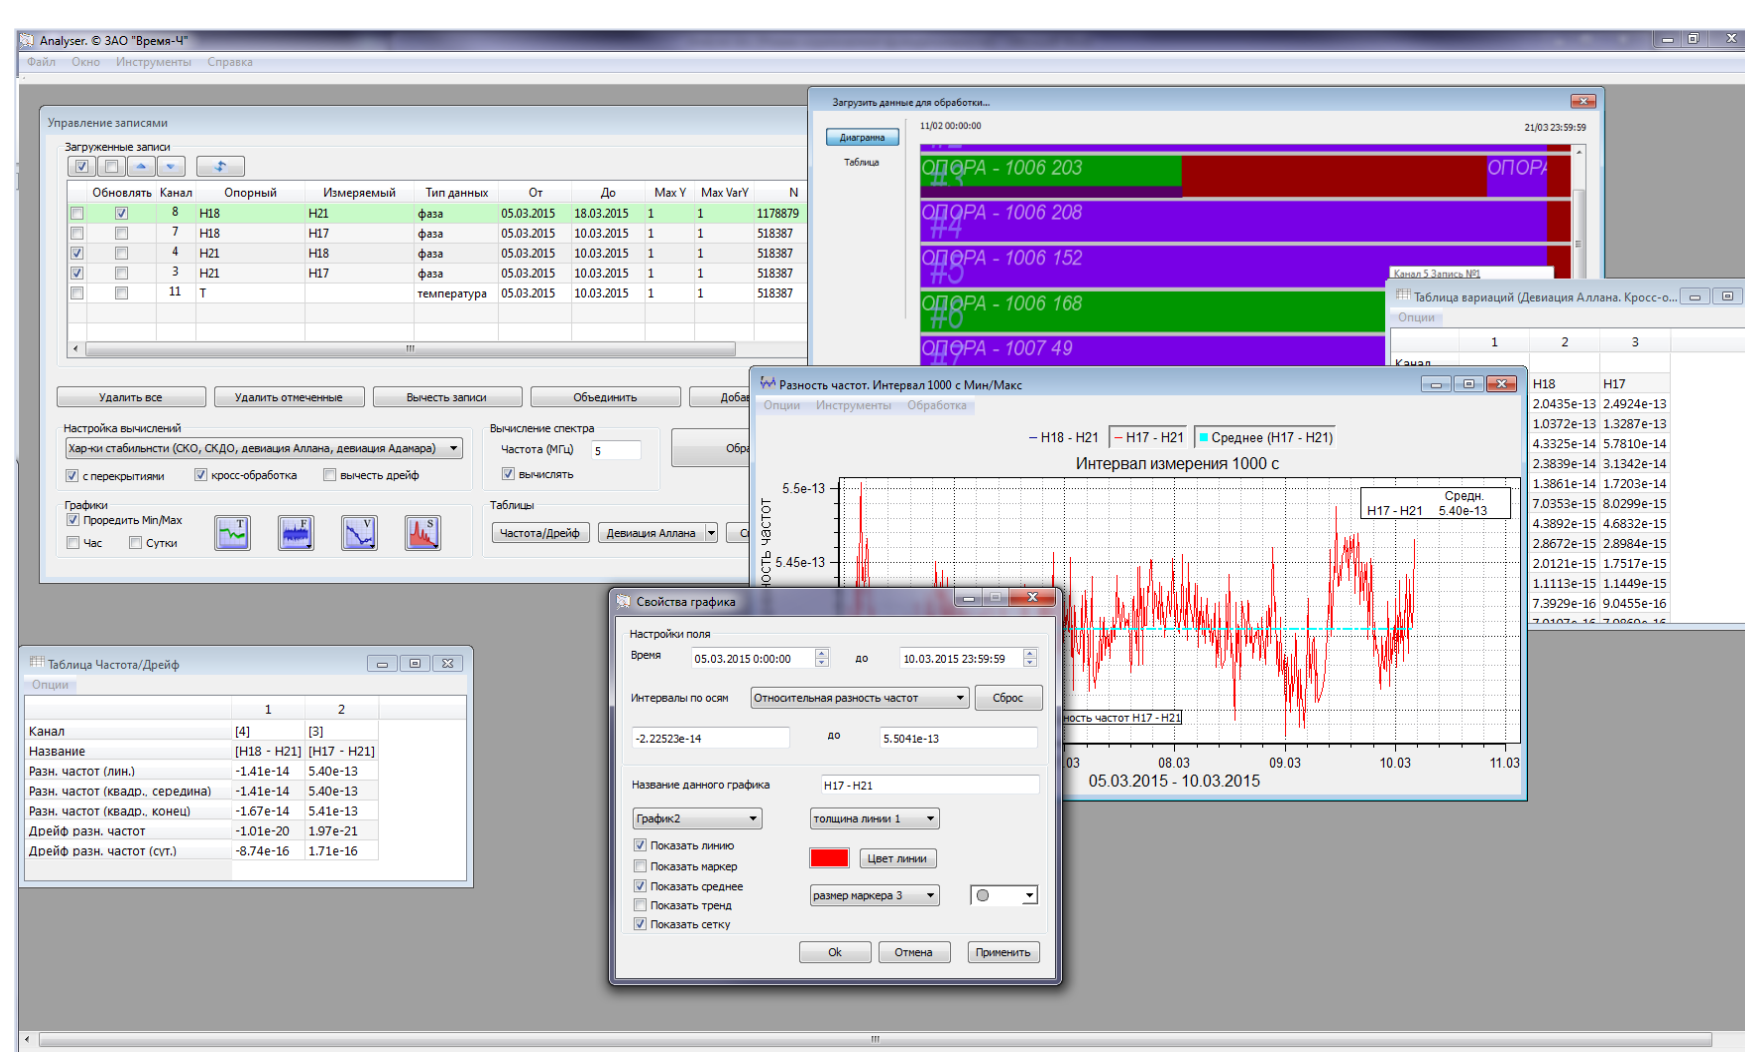 Analyser. © ЗАО "Время-Ч"
Файл Окно Инструменты Справка
Управление записями
Загруженные записи
Обновлять Канал Опорный Измеряемый Тип данных От До Max Y Max VarY N
8 H18 H21 фаза 05.03.2015 18.03.2015 1 1 1178879
7 H18 H17 фаза 05.03.2015 10.03.2015 1 1 518387
4 H21 H18 фаза 05.03.2015 10.03.2015 1 1 518387
3 H21 H17 фаза 05.03.2015 10.03.2015 1 1 518387
11 T температура 05.03.2015 10.03.2015 1 1 518387
Удалить все Удалить отмеченные Вычесть записи Объединить
Настройка вычислений
Хар-ки стабильнсти (СКО, СКДО, девиация Аллана, девиация Адамара)
с перекрытиями кросс-обработка вычесть дрейф
Вычисление спектра
Частота (МГц) 5
вычислять
Графики
Проредить Min/Max
Час Сутки
T F V S
Таблицы
Частота/Дрейф Девиация Аллана
Загрузить данные для обработки...
Диаграмма
Таблица
11/02 00:00:00 21/03 23:59:59
ОПОРА - 1006 203
#3
ОПОРА - 1006 208
#4
ОПОРА - 1006 152
#5
ОПОРА - 1006 168
#6
ОПОРА - 1007 49
#7
Канал 5 Запись №1
Таблица вариаций (Девиация Аллана. Кросс-о...
Опции
1 2 3
Канал
H18 H17
2.0435e-13 2.4924e-13
1.0372e-13 1.3287e-13
4.3325e-14 5.7810e-14
2.3839e-14 3.1342e-14
1.3861e-14 1.7203e-14
7.0353e-15 8.0299e-15
4.3892e-15 4.6832e-15
2.8672e-15 2.8984e-15
2.0121e-15 1.7517e-15
1.1113e-15 1.1449e-15
7.3929e-16 9.0455e-16
Разность частот. Интервал 1000 с Мин/Макс
Опции Инструменты Обработка
H18 - H21 H17 - H21 Среднее (H17 - H21)
Интервал измерения 1000 с
5.5e-13
5.45e-13
Средн.
H17 - H21 5.40e-13
частот H17 - H21
08.03 09.03 10.03 11.03
05.03.2015 - 10.03.2015
Свойства графика
Настройки поля
Время 05.03.2015 0:00:00 до 10.03.2015 23:59:59
Интервалы по осям Относительная разность частот Сброс
-2.22523e-14 до 5.5041e-13
Название данного графика H17 - H21
График2 толщина линии 1
Показать линию
Показать маркер
Цвет линии
Показать среднее
Показать тренд
размер маркера 3
Показать сетку
Ok Отмена Применить
Таблица Частота/Дрейф
Опции
1 2
Канал [4] [3]
Название [H18 - H21] [H17 - H21]
Разн. частот (лин.) -1.41e-14 5.40e-13
Разн. частот (квадр., середина) -1.41e-14 5.40e-13
Разн. частот (квадр., конец) -1.67e-14 5.41e-13
Дрейф разн. частот -1.01e-20 1.97e-21
Дрейф разн. частот (сут.) -8.74e-16 1.71e-16